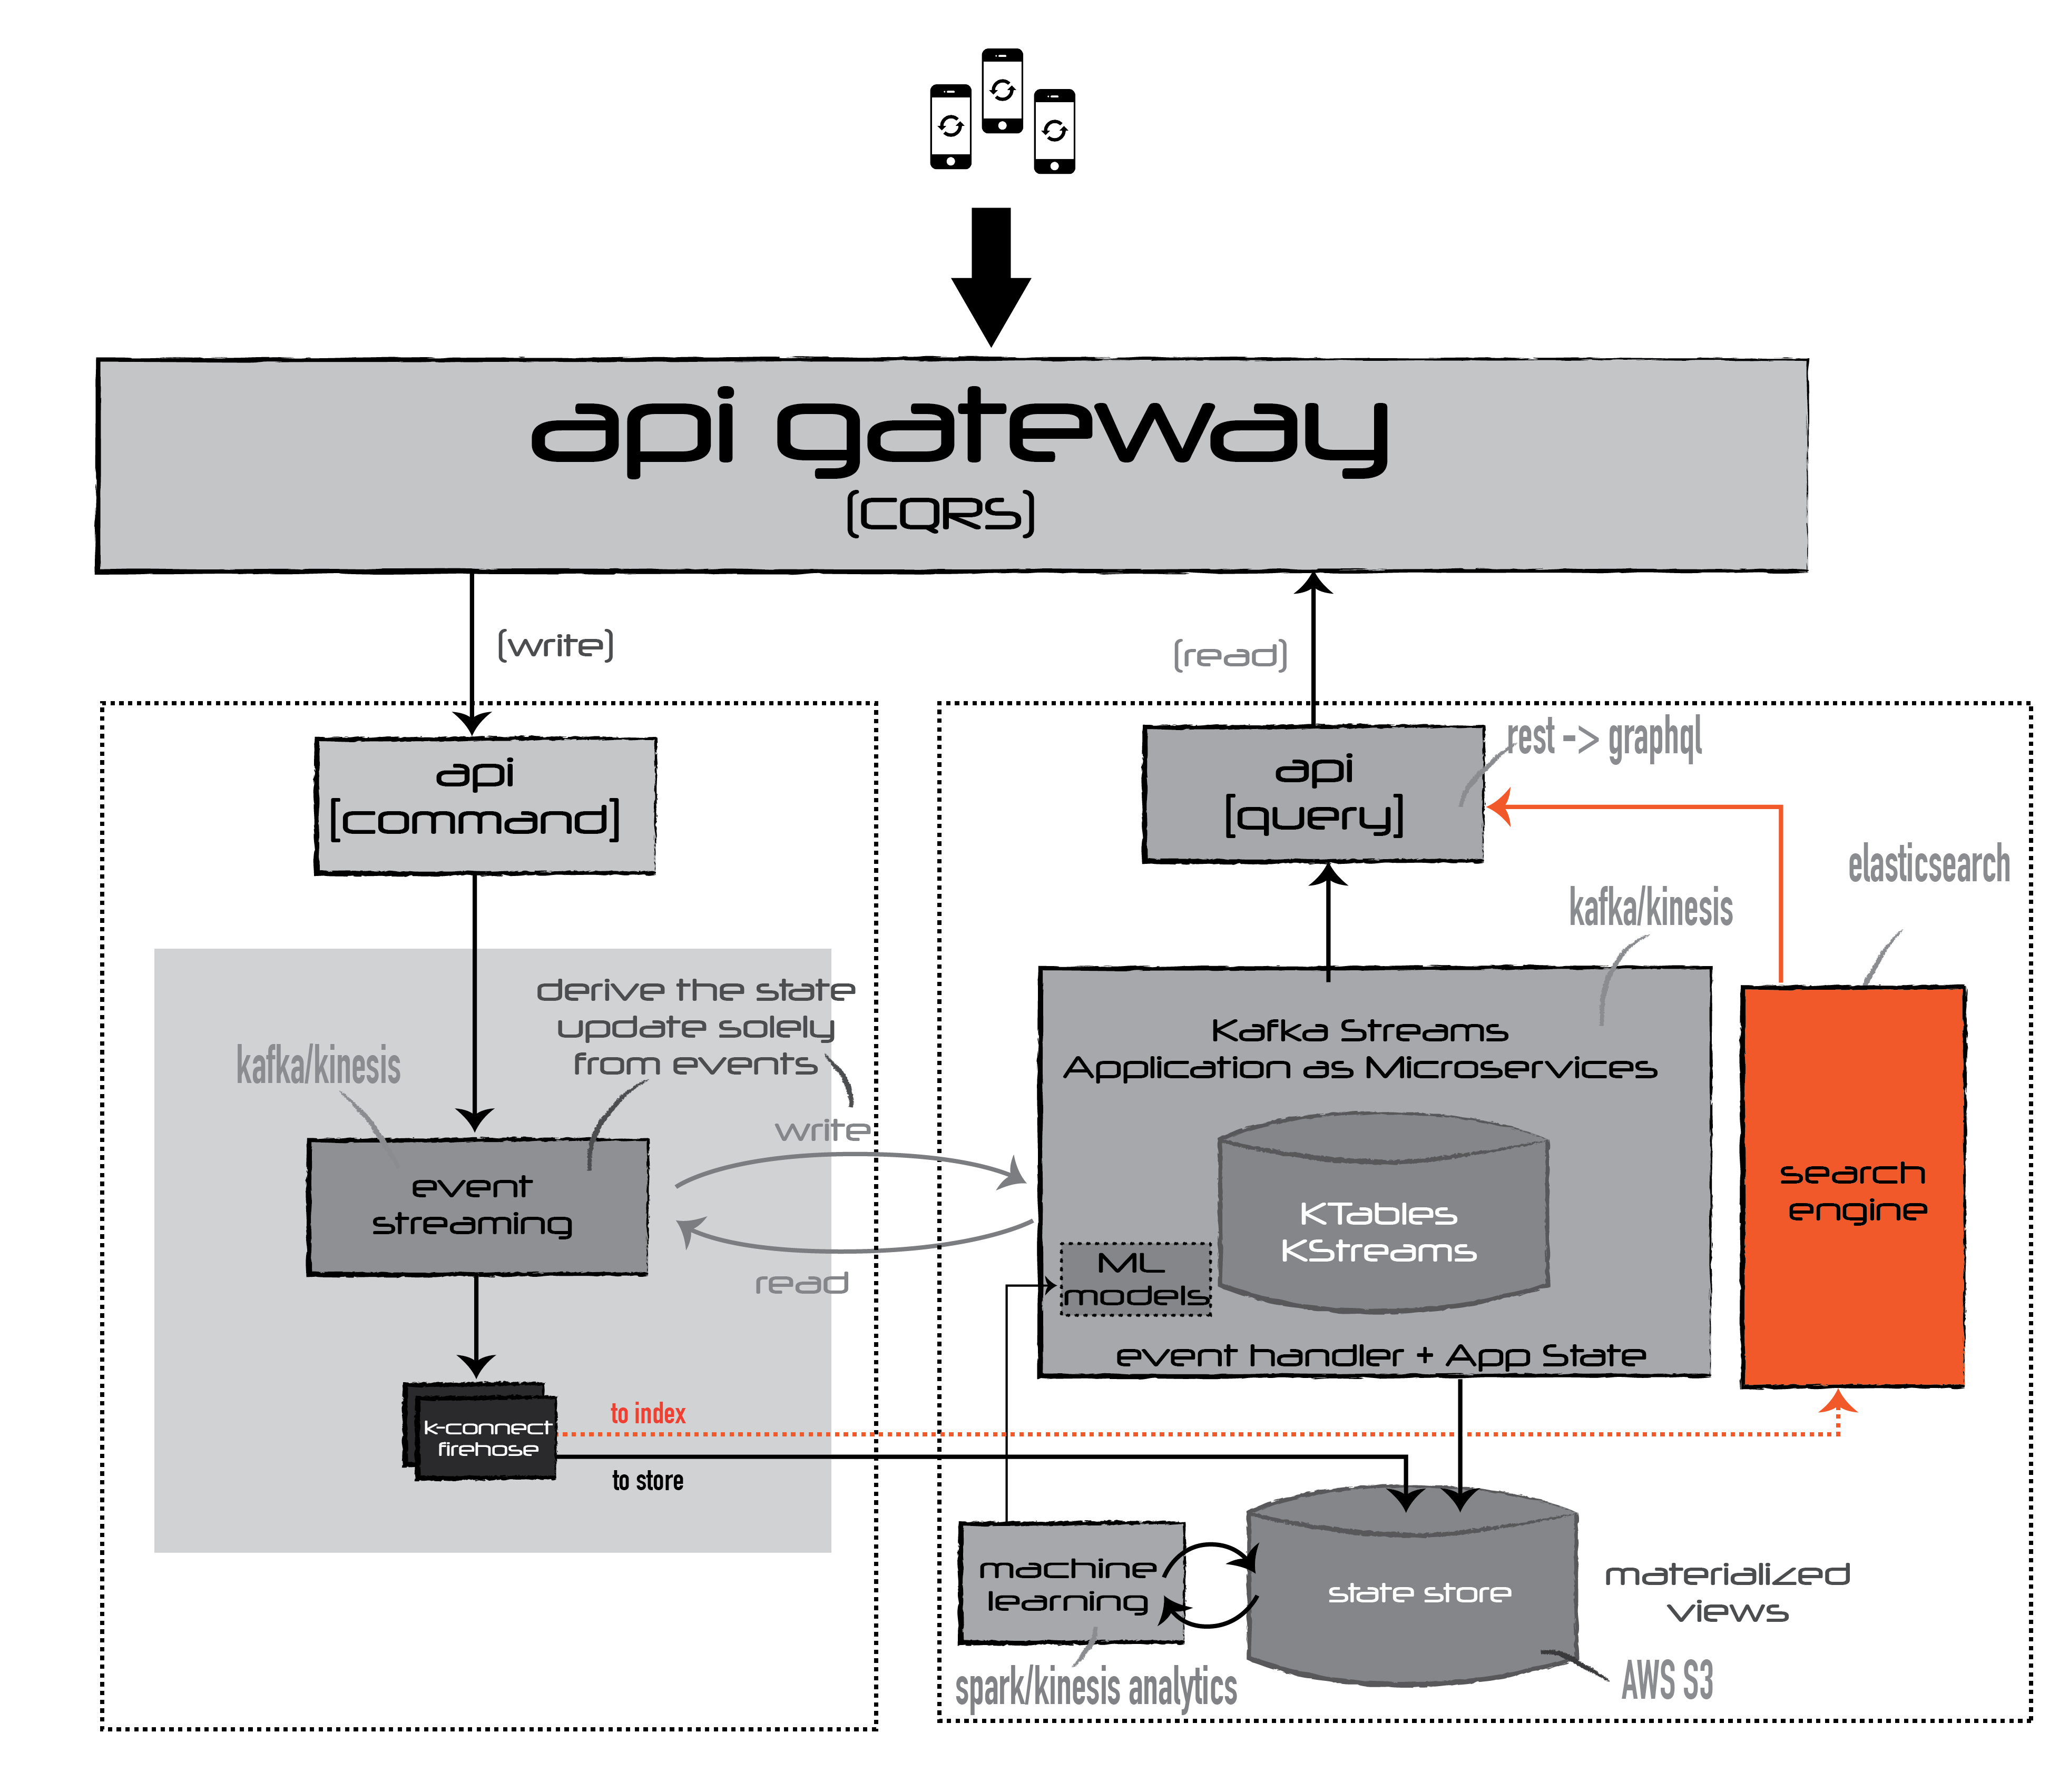 api gateway
(CQRS)
(write)
(read)
api
[command]
api
[query]
rest -> graphql
elasticsearch
kafka/kinesis
derive the state
update solely
from events
kafka/kinesis
write
event
streaming
read
Kafka Streams
Application as Microservices
KTables
KStreams
ML
models
event handler + App State
search
engine
k-connect
firehose
to index
to store
machine
learning
state store
materialized
views
spark/kinesis analytics
AWS S3